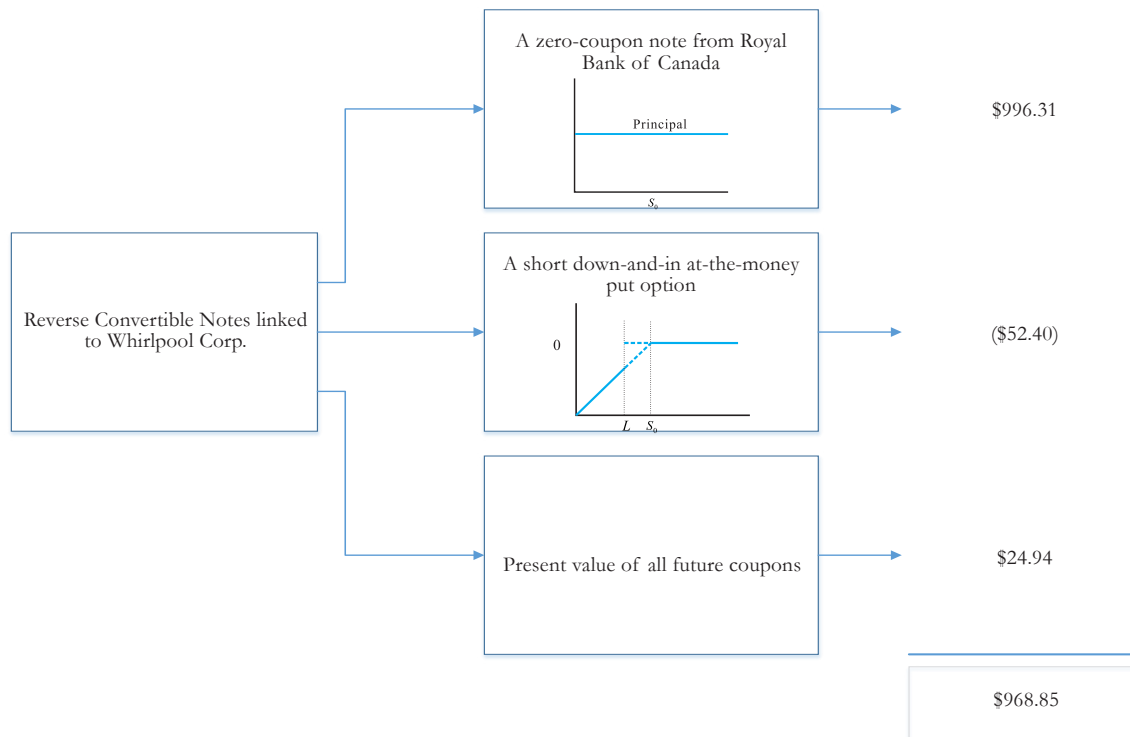 A zero-coupon note from Royal
Bank of Canada
Principal
S₀
$996.31
Reverse Convertible Notes linked
to Whirlpool Corp.
A short down-and-in at-the-money
put option
0
L S₀
($52.40)
Present value of all future coupons
$24.94
$968.85